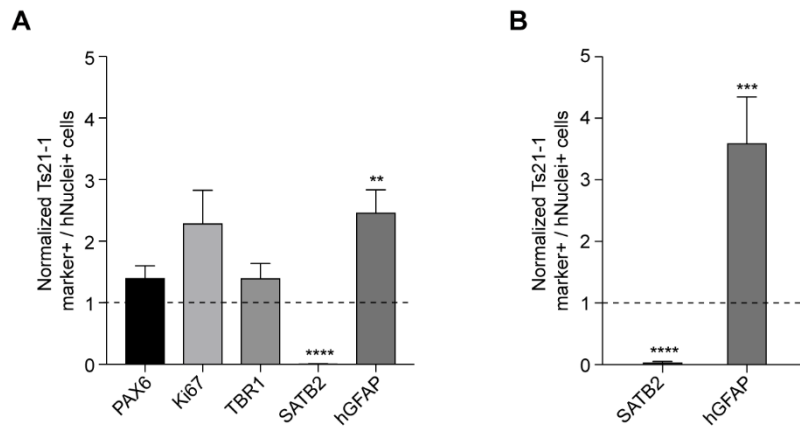 A
Normalized Ts21-1
marker+ / hNuclei+ cells
5
4
3
2
1
0
**
****
PAX6
Ki67
TBR1
SATB2
hGFAP
B
Normalized Ts21-1
marker+ / hNuclei+ cells
5
4
3
2
1
0
***
****
SATB2
hGFAP